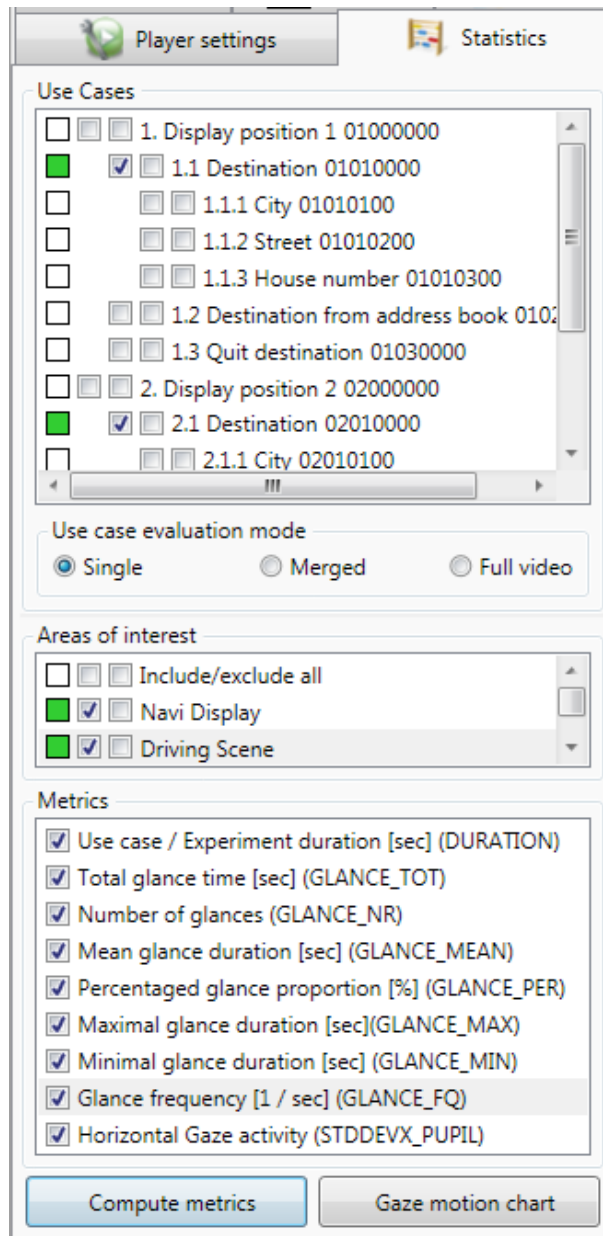 Player settings
Statistics
Use Cases
1. Display position 1 01000000
1.1 Destination 01010000
1.1.1 City 01010100
1.1.2 Street 01010200
1.1.3 House number 01010300
1.2 Destination from address book 0102
1.3 Quit destination 01030000
2. Display position 2 02000000
2.1 Destination 02010000
2.1.1 City 02010100
Use case evaluation mode
Single Merged Full video
Areas of interest
Include/exclude all
Navi Display
Driving Scene
Metrics
Use case / Experiment duration [sec] (DURATION)
Total glance time [sec] (GLANCE_TOT)
Number of glances (GLANCE_NR)
Mean glance duration [sec] (GLANCE_MEAN)
Percentaged glance proportion [%] (GLANCE_PER)
Maximal glance duration [sec](GLANCE_MAX)
Minimal glance duration [sec] (GLANCE_MIN)
Glance frequency [1 / sec] (GLANCE_FQ)
Horizontal Gaze activity (STDDEVX_PUPIL)
Compute metrics
Gaze motion chart